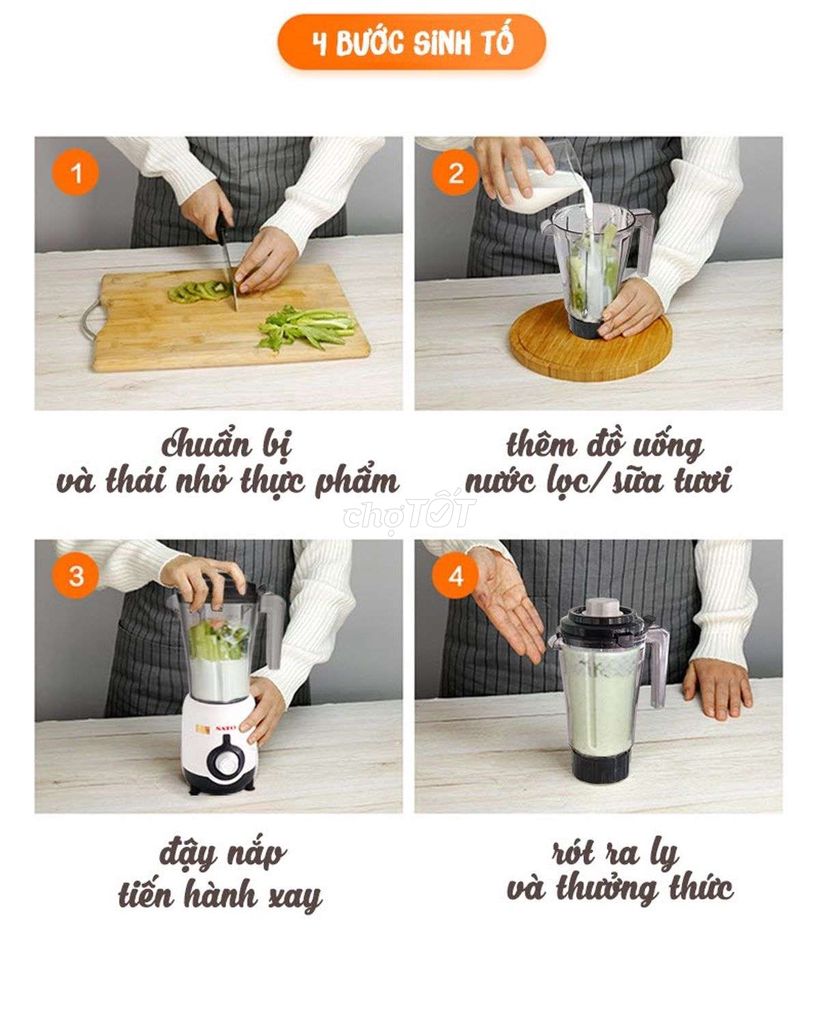 4 BƯỚC SINH TỐ
1
2
chuẩn bị
và thái nhỏ thực phẩm
thêm đồ uống
nước lọc/sữa tươi
chợTỐT
3
4
SATO
đậy nắp
tiến hành xay
rót ra ly
và thưởng thức